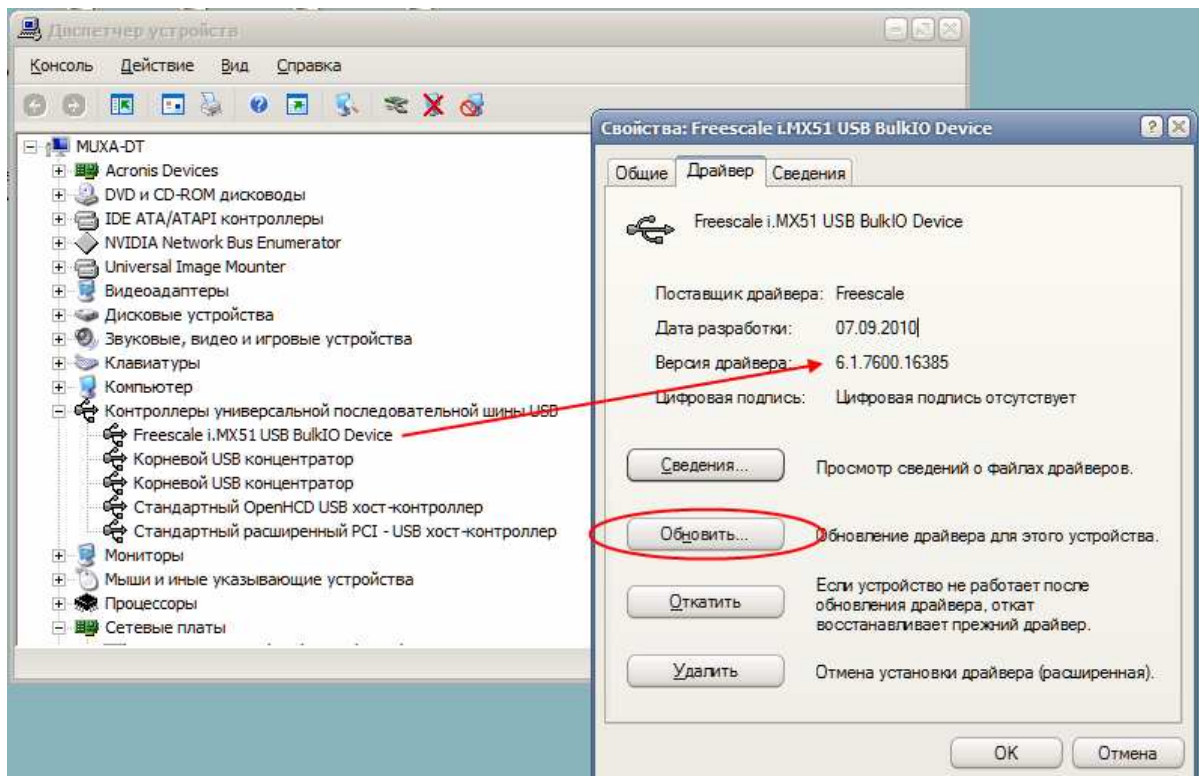 Диспетчер устройств
Консоль Действие Вид Справка
MUXA-DT
Acronis Devices
DVD и CD-ROM дисководы
IDE ATA/ATAPI контроллеры
NVIDIA Network Bus Enumerator
Universal Image Mounter
Видеоадаптеры
Дисковые устройства
Звуковые, видео и игровые устройства
Клавиатуры
Компьютер
Контроллеры универсальной последовательной шины USB
Freescale i.MX51 USB BulkIO Device
Корневой USB концентратор
Корневой USB концентратор
Стандартный OpenHCD USB хост-контроллер
Стандартный расширенный PCI - USB хост-контроллер
Мониторы
Мыши и иные указывающие устройства
Процессоры
Сетевые платы
Свойства: Freescale i.MX51 USB BulkIO Device
Общие Драйвер Сведения
Freescale i.MX51 USB BulkIO Device
Поставщик драйвера: Freescale
Дата разработки: 07.09.2010
Версия драйвера: 6.1.7600.16385
Цифровая подпись: Цифровая подпись отсутствует
Сведения... Просмотр сведений о файлах драйверов.
Обновить... Обновление драйвера для этого устройства.
Откатить Если устройство не работает после
обновления драйвера, откат
восстанавливает прежний драйвер.
Удалить Отмена установки драйвера (расширенная).
OK Отмена